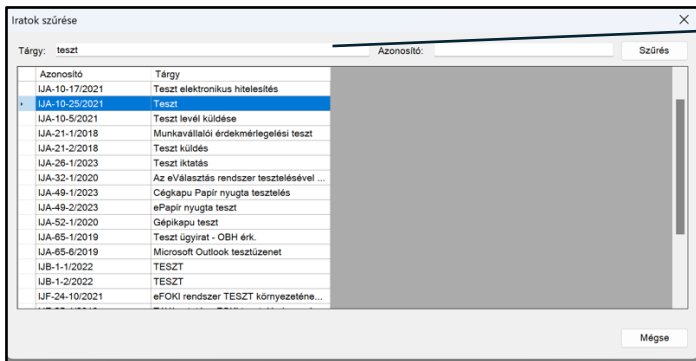 Iratok szűrése
Tárgy: teszt Azonosító: Szűrés
Azonosító Tárgy
IJA-10-17/2021 Teszt elektronikus hitelesítés
IJA-10-25/2021 Teszt
IJA-10-5/2021 Teszt levél küldése
IJA-21-1/2018 Munkavállalói érdekmérlegelési teszt
IJA-21-2/2018 Teszt küldés
IJA-26-1/2023 Teszt iktatás
IJA-32-1/2020 Az eVálasztás rendszer tesztelésével ...
IJA-49-1/2023 Cégkapu Papír nyugta tesztelés
IJA-49-2/2023 ePapír nyugta teszt
IJA-52-1/2020 Gépikapu teszt
IJA-65-1/2019 Teszt ügyirat - OBH érk.
IJA-65-6/2019 Microsoft Outlook tesztüzenet
IJB-1-1/2022 TESZT
IJB-1-2/2022 TESZT
IJF-24-10/2021 eFOKI rendszer TESZT környezeténe...
Mégse